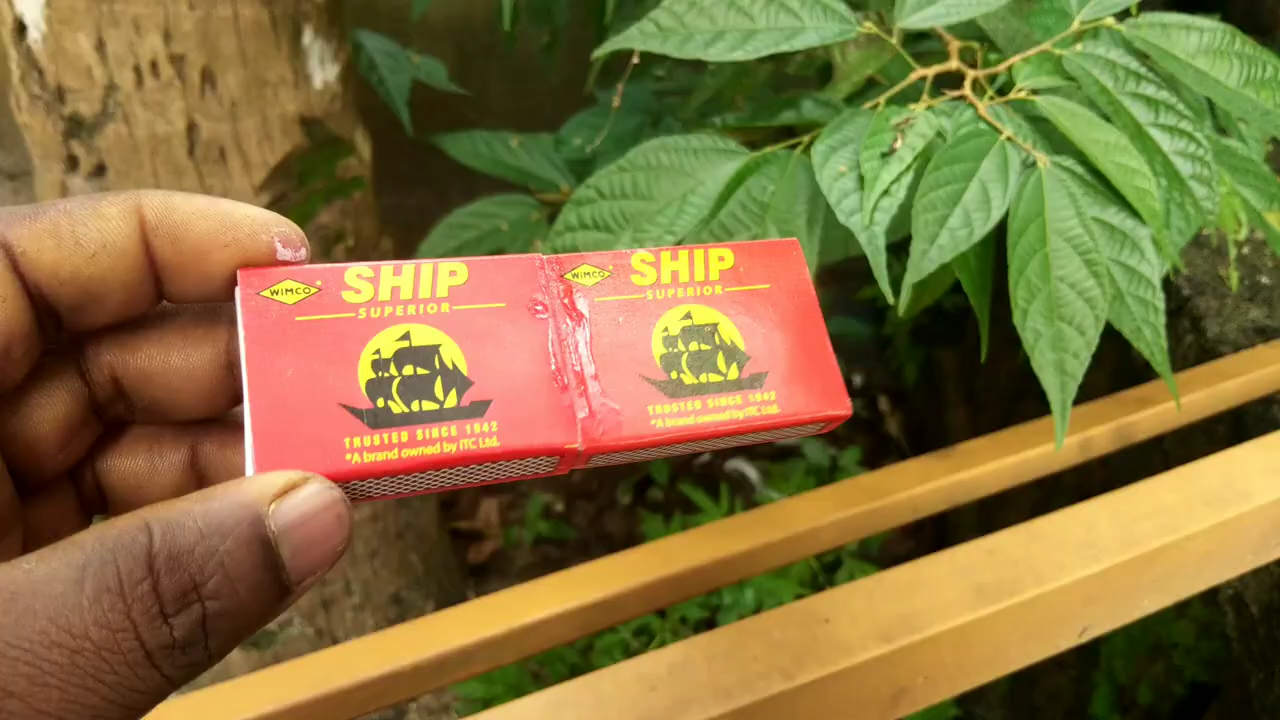 WIMCO
SHIP
SUPERIOR
TRUSTED SINCE 1942
*A brand owned by ITC Ltd.
WIMCO
SHIP
SUPERIOR
TRUSTED SINCE 1942
*A brand owned by ITC Ltd.